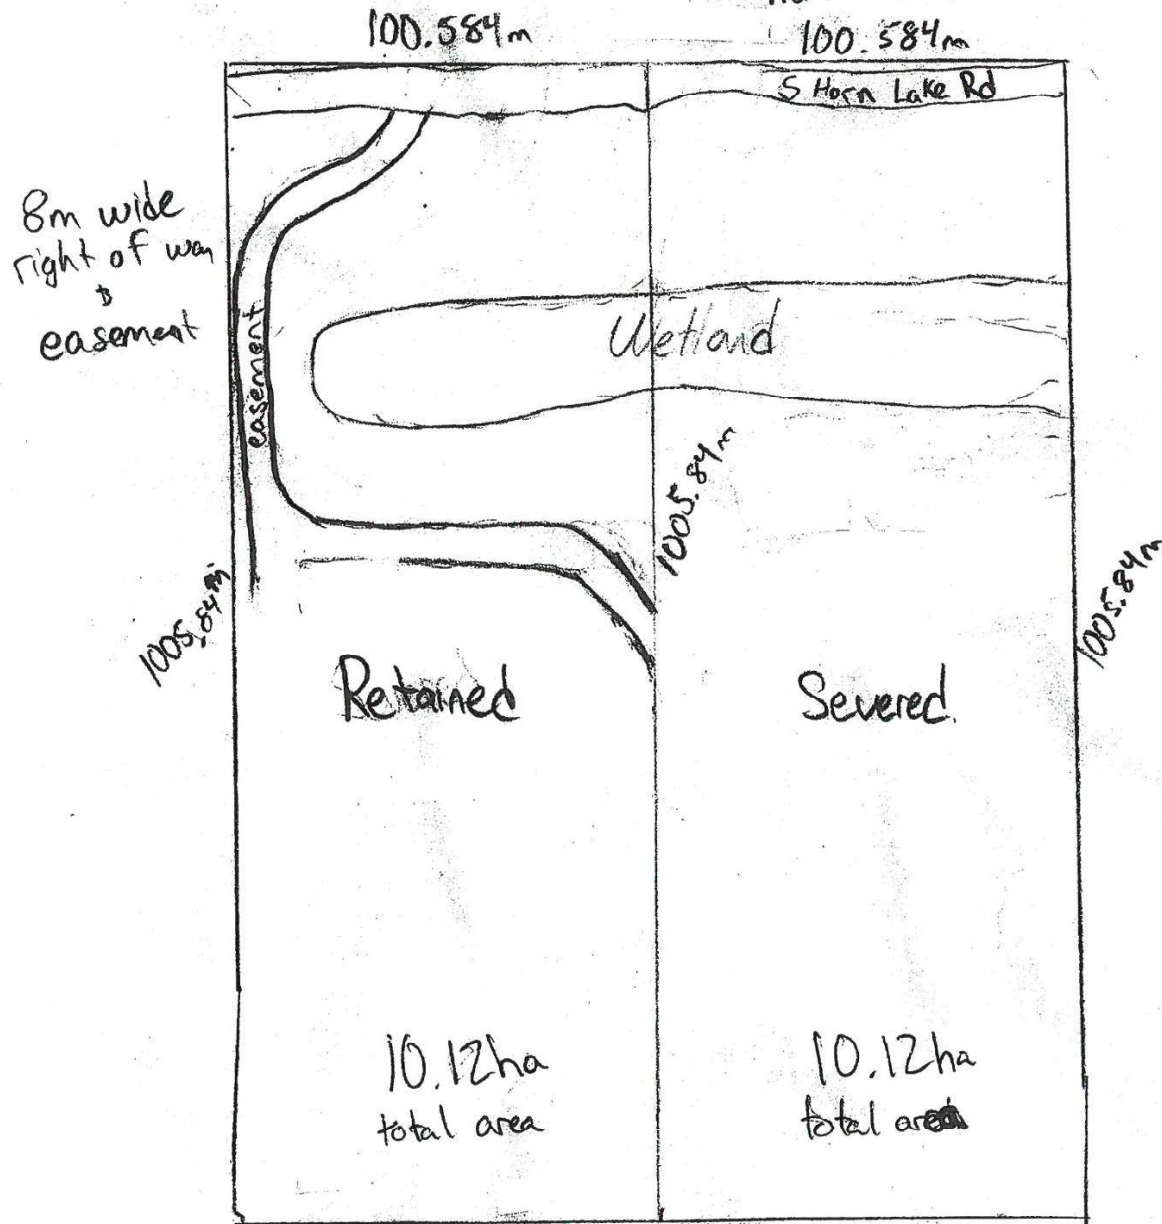 100.584m
100.584m
S Horn Lake Rd
8m wide
right of way
&
easement
easement
Wetland
1005.84m
1005.84m
1005.84m
Retained
Severed.
10.12ha
total area
10.12ha
total area